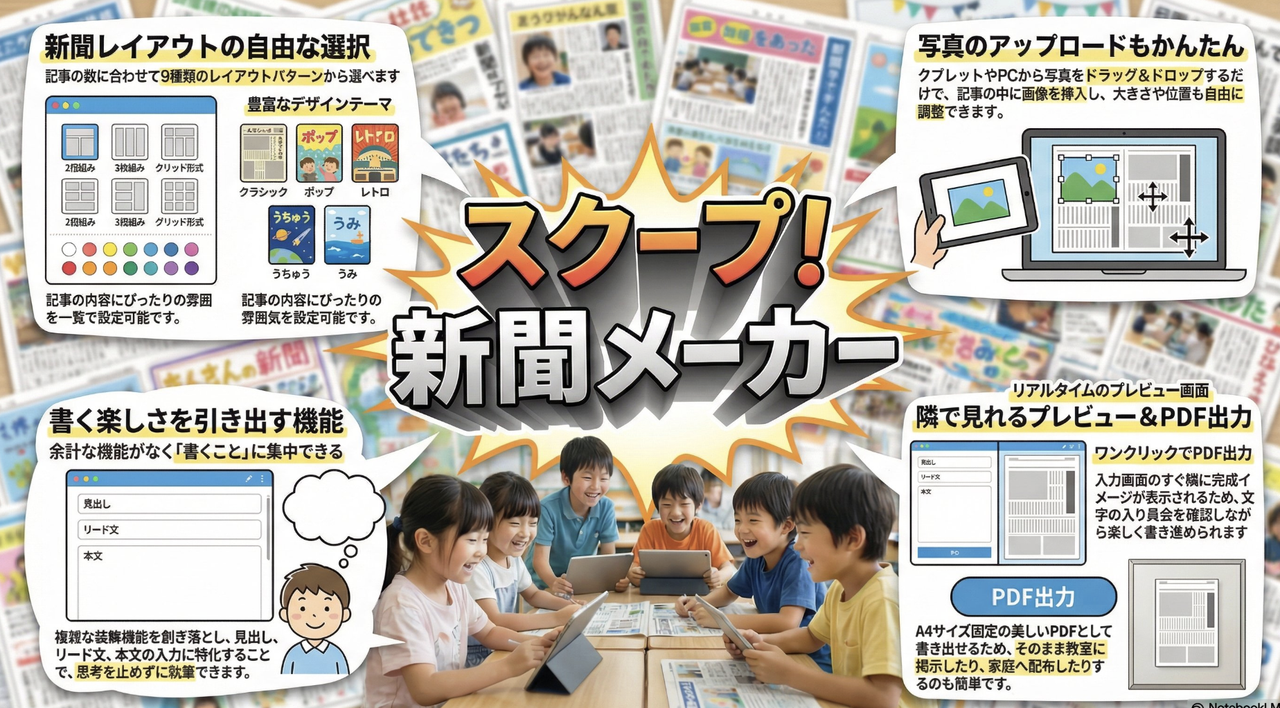 新聞レイアウトの自由な選択
記事の数に合わせて9種類のレイアウトパターンから選べます
豊富なデザインテーマ
2段組み
3枚組み
クリッド形式
2段組み
3段組み
グリッド形式
ポップ
レトロ
クラシック
ポップ
レトロ
うちゅう
うみ
うちゅう
うみ
記事の内容にぴったりの雰囲
を一覧で設定可能です。
記事の内容にぴったりの
雰囲気を設定可能です。
写真のアップロードもかんたん
クブレットやPCから写真をドラッグ&ドロップするだ
けで、記事の中に画像を挿入し、大きさや位置も自由に
調整できます。
スクープ!
新聞メーカー
書く楽しさを引き出す機能
余計な機能がなく「書くこと」に集中できる
見出し
リード文
本文
複雑な装飾機能を創ぎ落とし、見出し、
リード文、本文の入力に特化すること
で、思考を止めずに執筆できます。
リアルタイムのプレビュー画面
隣で見れるプレビュー&PDF出力
見出し
リード文
本文
ワンクリックでPDF出力
入力画面のすぐ隣に完成イ
メージが表示されるため、文
字の入り員会を確認しなが
ら楽しく書き進められます
PDF出力
A4サイズ固定の美しいPDFとして
書き出せるため、そのまま教室に
掲示したり、家庭へ配布したりす
るのも簡単です。